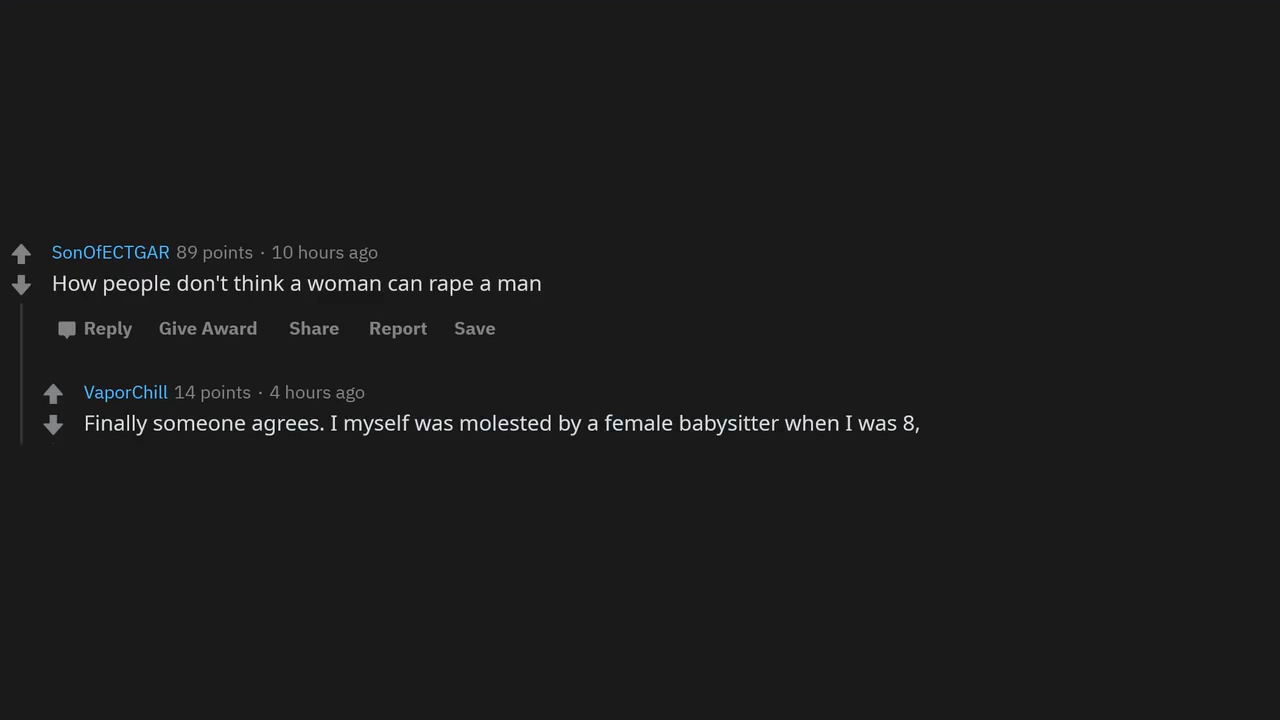 SonOfECTGAR 89 points · 10 hours ago
How people don't think a woman can rape a man
Reply Give Award Share Report Save
VaporChill 14 points · 4 hours ago
Finally someone agrees. I myself was molested by a female babysitter when I was 8,